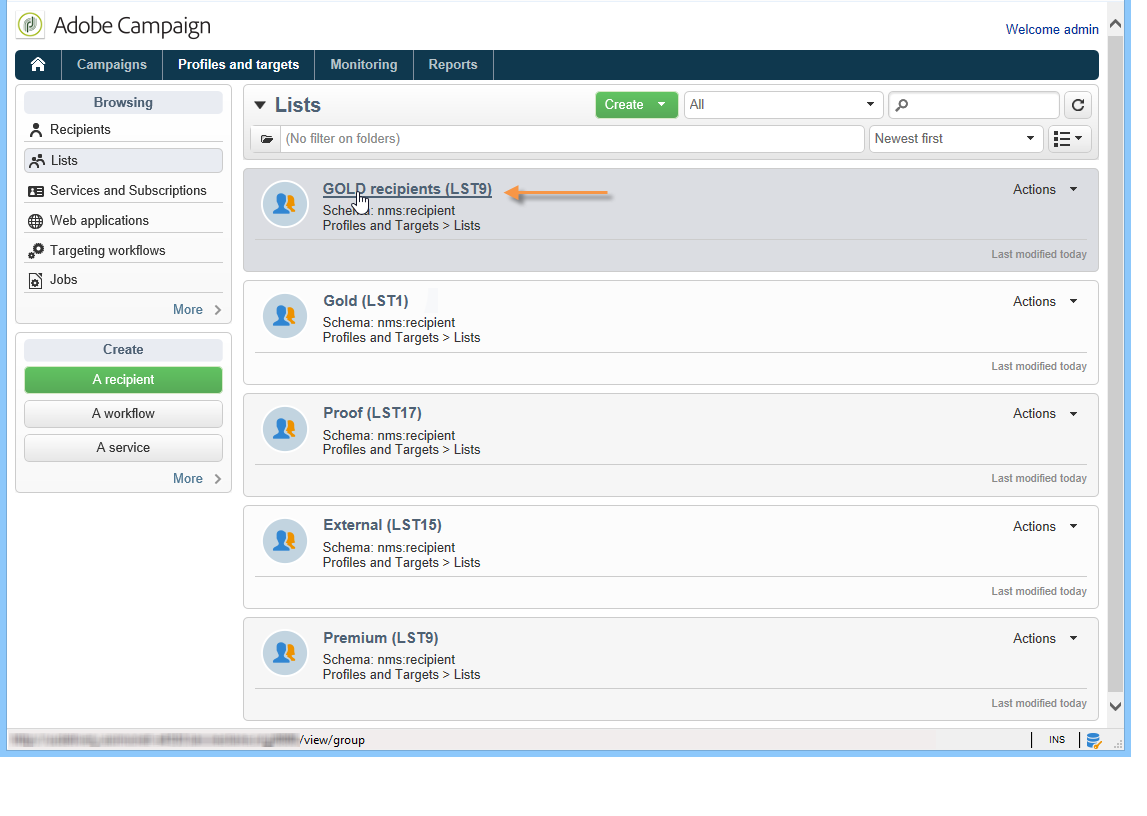 Adobe Campaign
Welcome admin
Campaigns
Profiles and targets
Monitoring
Reports
Browsing
Recipients
Lists
Services and Subscriptions
Web applications
Targeting workflows
Jobs
More
Create
A recipient
A workflow
A service
More
Lists
Create
All
(No filter on folders)
Newest first
GOLD recipients (LST9)
Actions
Schema: nms:recipient
Profiles and Targets > Lists
Last modified today
Gold (LST1)
Actions
Schema: nms:recipient
Profiles and Targets > Lists
Last modified today
Proof (LST17)
Actions
Schema: nms:recipient
Profiles and Targets > Lists
Last modified today
External (LST15)
Actions
Schema: nms:recipient
Profiles and Targets > Lists
Last modified today
Premium (LST9)
Actions
Schema: nms:recipient
Profiles and Targets > Lists
Last modified today
/view/group
INS